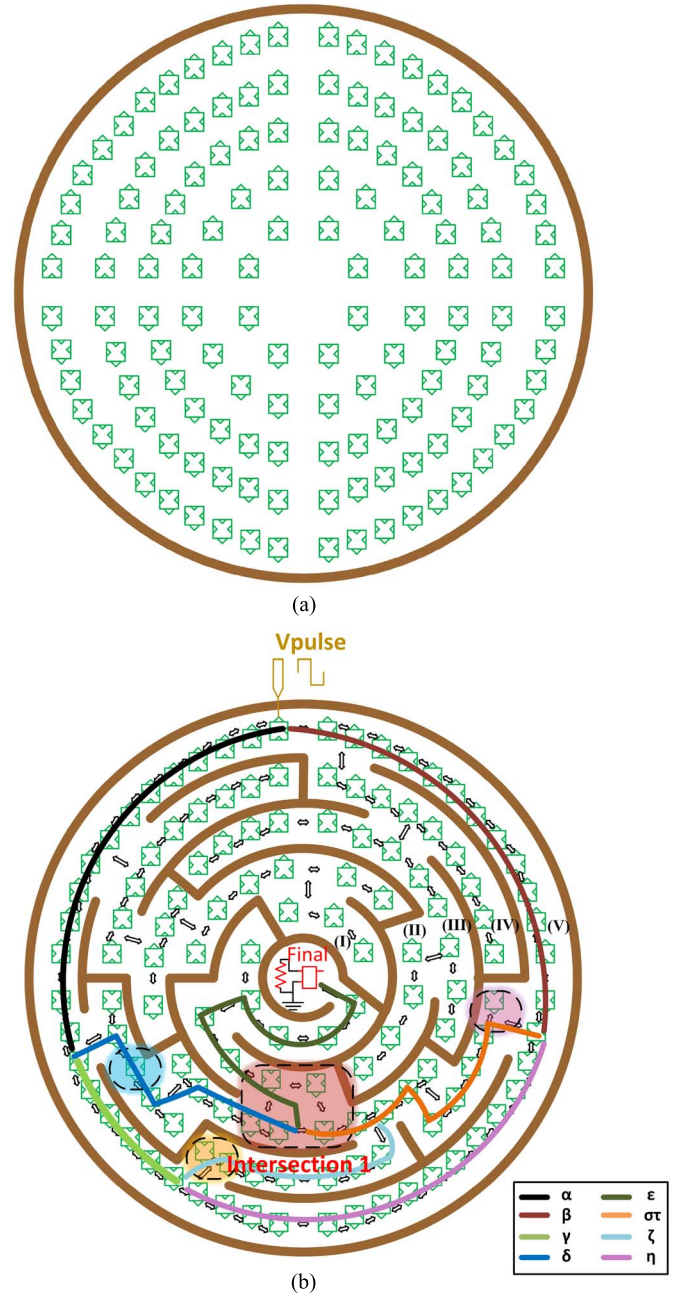 (a)
Vpulse
(I)
Final
(II)
(III)
(IV)
(V)
Intersection 1
α ε
β στ
γ ζ
δ η
(b)